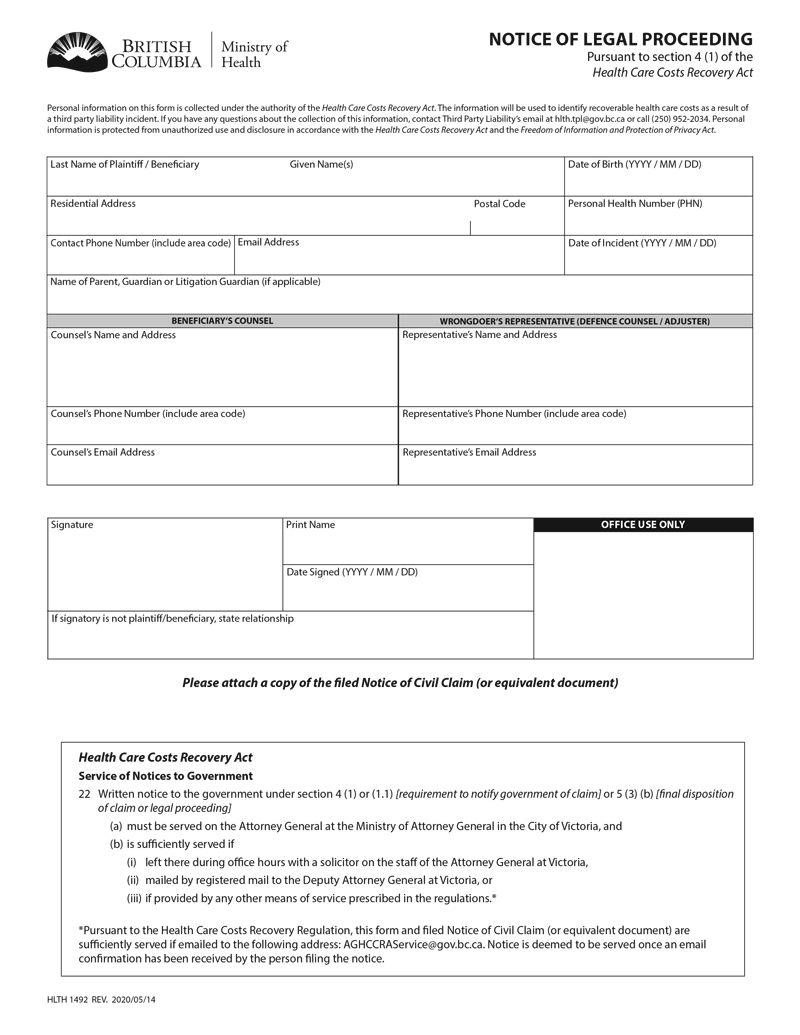 BRITISH
COLUMBIA
Ministry of
Health
NOTICE OF LEGAL PROCEEDING
Pursuant to section 4 (1) of the
Health Care Costs Recovery Act
Personal information on this form is collected under the authority of the Health Care Costs Recovery Act. The information will be used to identify recoverable health care costs as a result of
a third party liability incident. If you have any questions about the collection of this information, contact Third Party Liability's email at hlth.tpl@gov.bc.ca or call (250) 952-2034. Personal
information is protected from unauthorized use and disclosure in accordance with the Health Care Costs Recovery Act and the Freedom of Information and Protection of Privacy Act.
Last Name of Plaintiff / Beneficiary Given Name(s) Date of Birth (YYYY / MM / DD)
Residential Address Postal Code Personal Health Number (PHN)
Contact Phone Number (include area code) Email Address Date of Incident (YYYY / MM / DD)
Name of Parent, Guardian or Litigation Guardian (if applicable)
BENEFICIARY'S COUNSEL WRONGDOER'S REPRESENTATIVE (DEFENCE COUNSEL / ADJUSTER)
Counsel's Name and Address Representative's Name and Address
Counsel's Phone Number (include area code) Representative's Phone Number (include area code)
Counsel's Email Address Representative's Email Address
Signature Print Name OFFICE USE ONLY
Date Signed (YYYY / MM / DD)
If signatory is not plaintiff/beneficiary, state relationship
Please attach a copy of the filed Notice of Civil Claim (or equivalent document)
Health Care Costs Recovery Act
Service of Notices to Government
22 Written notice to the government under section 4 (1) or (1.1) [requirement to notify government of claim] or 5 (3) (b) [final disposition
of claim or legal proceeding]
(a) must be served on the Attorney General at the Ministry of Attorney General in the City of Victoria, and
(b) is sufficiently served if
(i) left there during office hours with a solicitor on the staff of the Attorney General at Victoria,
(ii) mailed by registered mail to the Deputy Attorney General at Victoria, or
(iii) if provided by any other means of service prescribed in the regulations.*
*Pursuant to the Health Care Costs Recovery Regulation, this form and filed Notice of Civil Claim (or equivalent document) are
sufficiently served if emailed to the following address: AGHCCRAService@gov.bc.ca. Notice is deemed to be served once an email
confirmation has been received by the person filing the notice.
HLTH 1492 REV. 2020/05/14